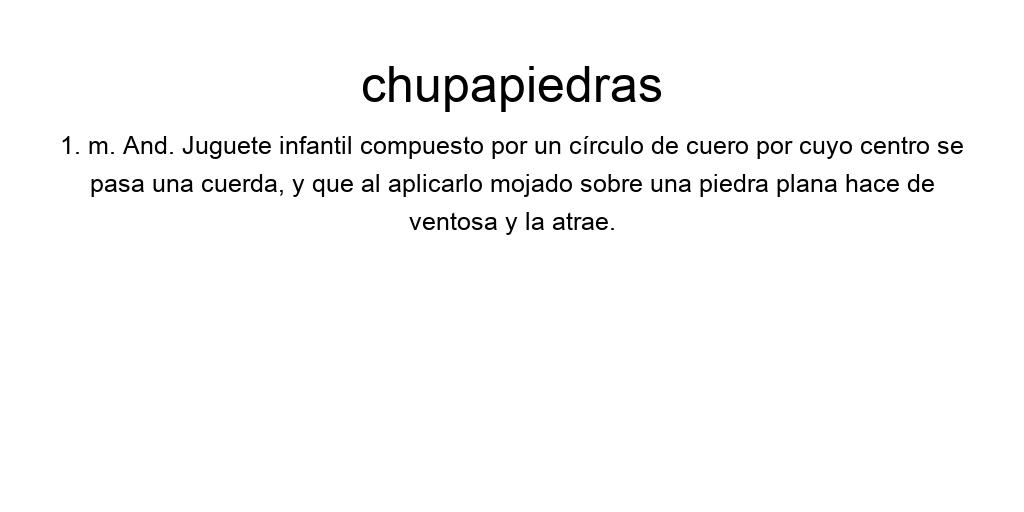 chupapiedras
1. m. And. Juguete infantil compuesto por un círculo de cuero por cuyo centro se
pasa una cuerda, y que al aplicarlo mojado sobre una piedra plana hace de
ventosa y la atrae.